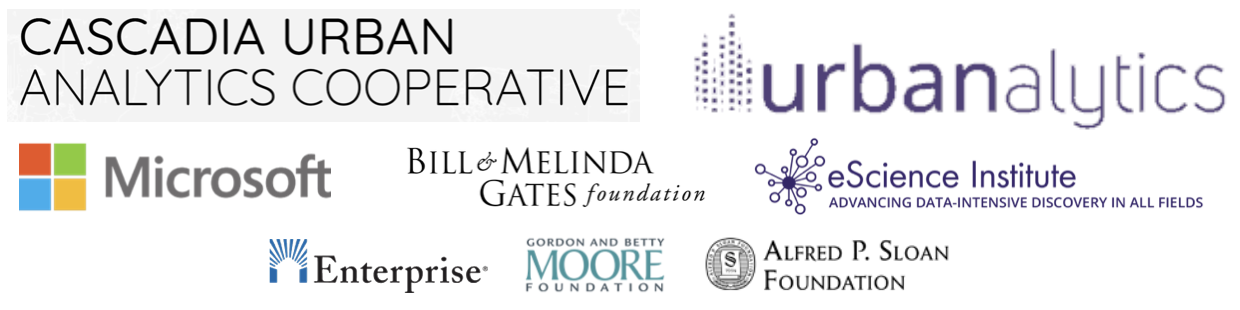 CASCADIA URBAN
ANALYTICS COOPERATIVE
urbanalytics
Microsoft
BILL & MELINDA
GATES foundation
eScience Institute
ADVANCING DATA-INTENSIVE DISCOVERY IN ALL FIELDS
Enterprise
GORDON AND BETTY
MOORE
FOUNDATION
ALFRED P. SLOAN
FOUNDATION